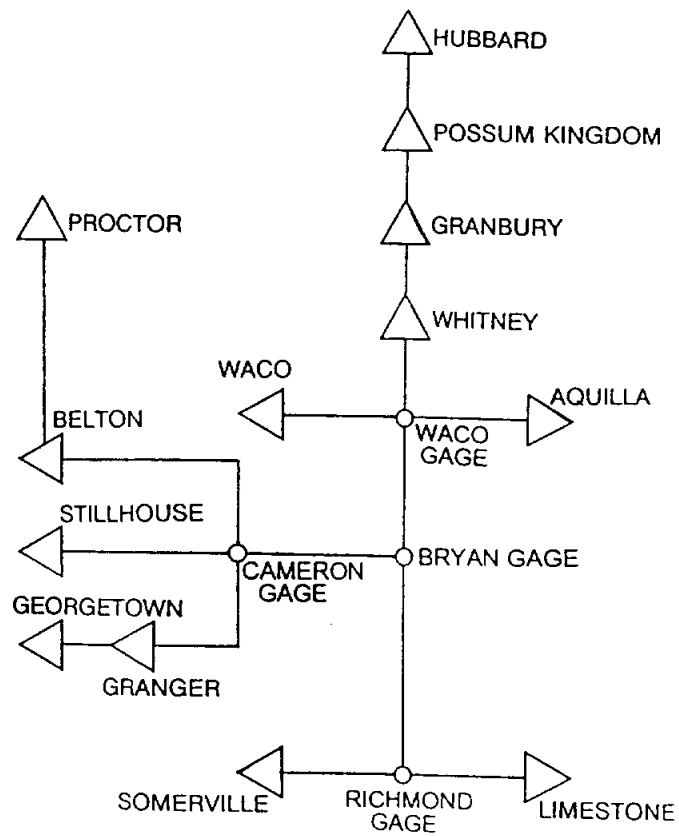 HUBBARD
POSSUM KINGDOM
PROCTOR
GRANBURY
WHITNEY
WACO
AQUILLA
BELTON
WACO
GAGE
STILLHOUSE
BRYAN GAGE
CAMERON
GAGE
GEORGETOWN
GRANGER
SOMERVILLE
RICHMOND
GAGE
LIMESTONE